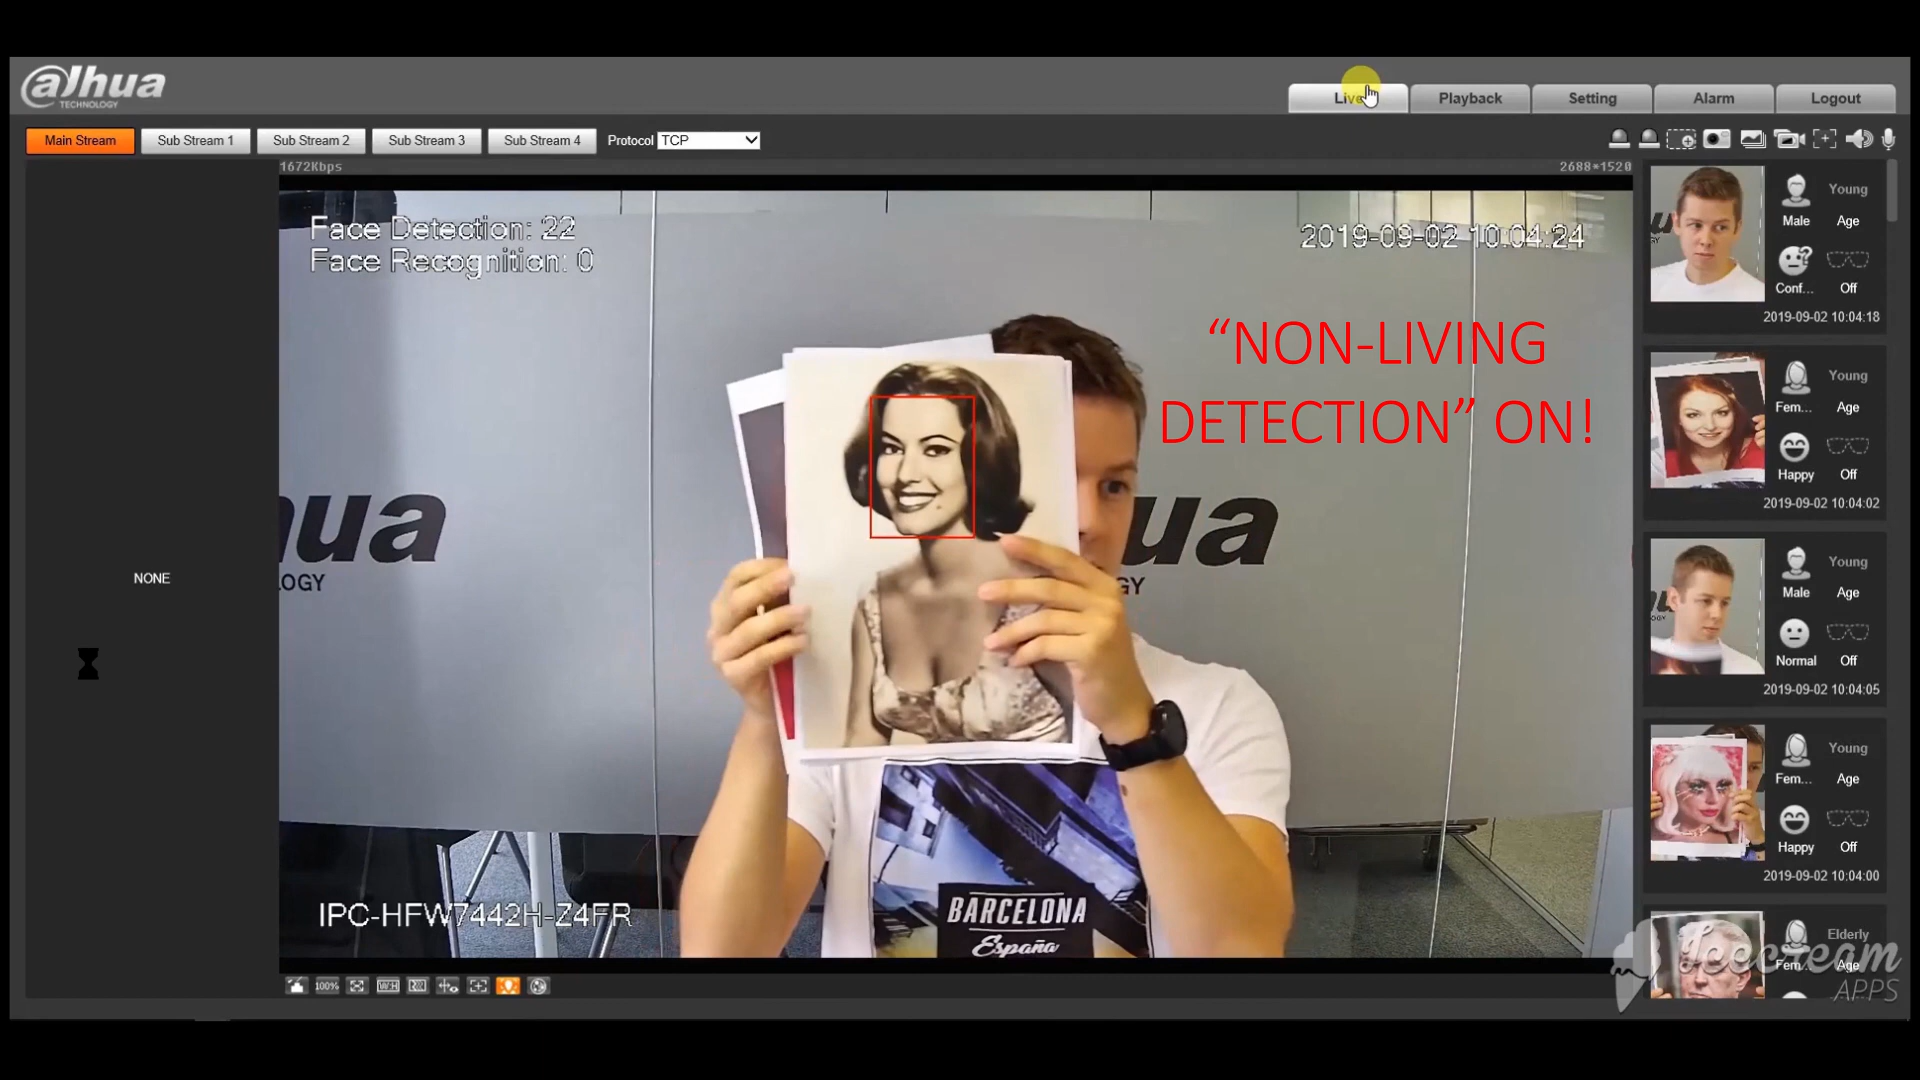 alhua
TECHNOLOGY
Live
Playback
Setting
Alarm
Logout
Main Stream
Sub Stream 1
Sub Stream 2
Sub Stream 3
Sub Stream 4
Protocol TCP
1672Kbps
2688*1520
Face Detection: 22
Face Recognition: 0
2019-09-02 10:04:24
“NON-LIVING
DETECTION” ON!
NONE
hua
LOGY
ua
GY
BARCELONA
España
IPC-HFW7442H-Z4FR
100%
W:H
Young
Male Age
Conf... Off
2019-09-02 10:04:18
Young
Fem... Age
Happy Off
2019-09-02 10:04:02
Young
Male Age
Normal Off
2019-09-02 10:04:05
Young
Fem... Age
Happy Off
2019-09-02 10:04:00
Elderly
Fem... Age
Icecream
APPS